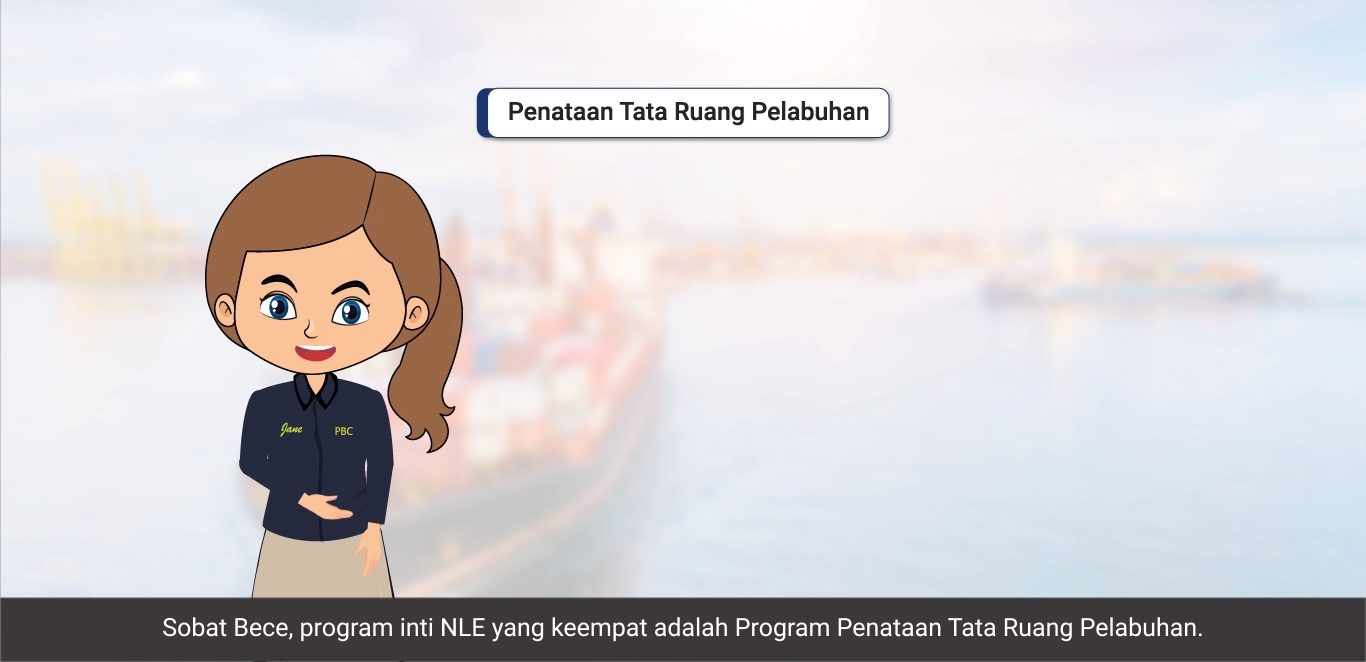 Penataan Tata Ruang Pelabuhan
Jane PBC
Sobat Bece, program inti NLE yang keempat adalah Program Penataan Tata Ruang Pelabuhan.